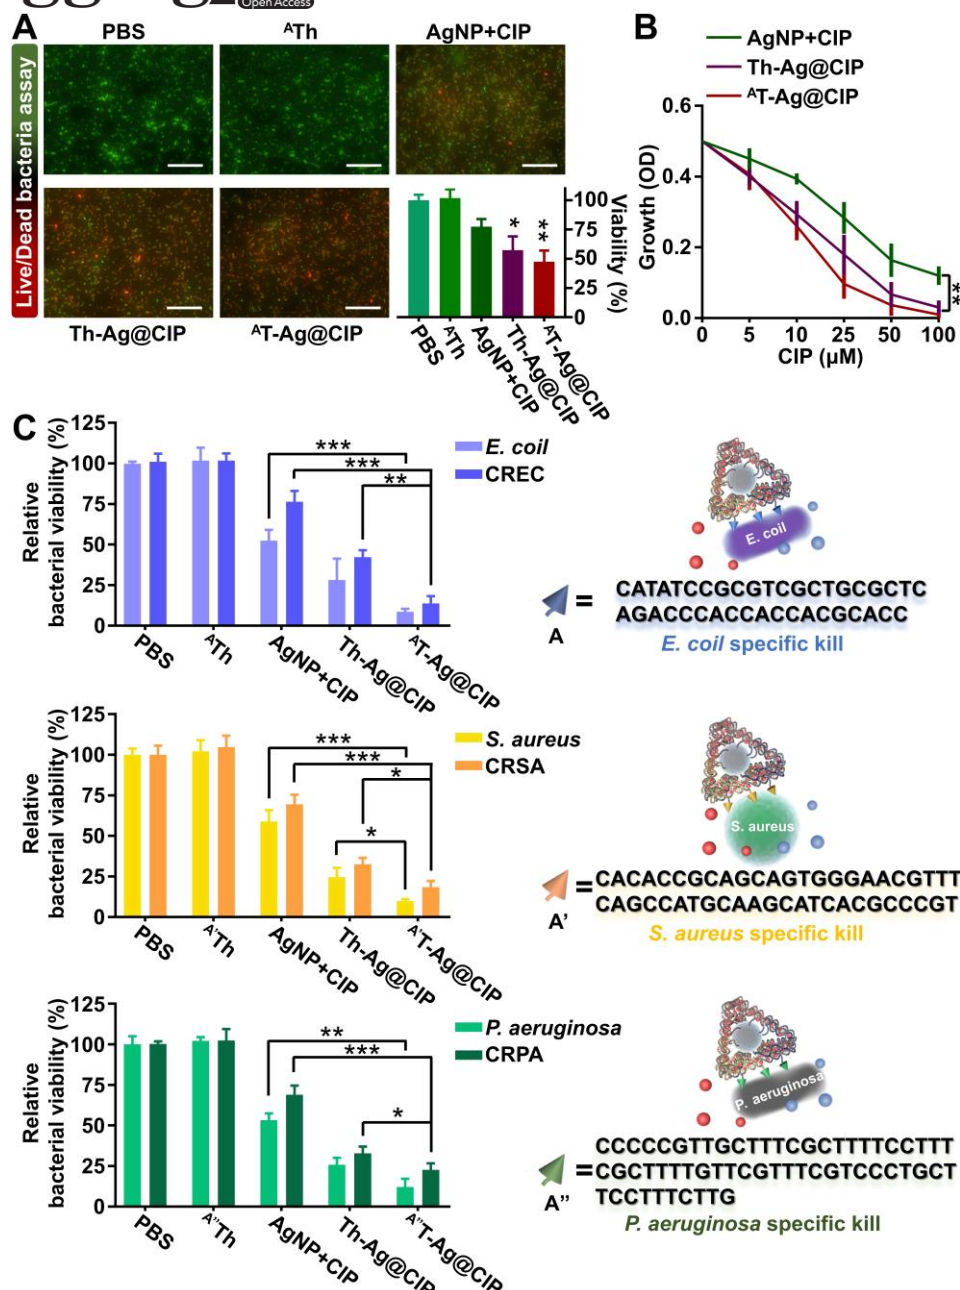 Open Access
A
PBS
ᴬTh
AgNP+CIP
Live/Dead bacteria assay
Th-Ag@CIP
ᴬT-Ag@CIP
100
75
50
25
0
Viability (%)
*
**
PBS
ᴬTh
AgNP+CIP
Th-Ag@CIP
ᴬT-Ag@CIP
B
AgNP+CIP
Th-Ag@CIP
ᴬT-Ag@CIP
Growth (OD)
0.6
0.4
0.2
0.0
0 5 10 25 50 100
CIP (µM)
**
C
Relative
bacterial viability (%)
125
100
75
50
25
0
***
***
**
E. coil
CREC
PBS
ᴬTh
AgNP+CIP
Th-Ag@CIP
ᴬT-Ag@CIP
E. coil
A
=
CATATCCGCGTCGCTGCGCTC
AGACCCACCACCACGCACC
E. coil specific kill
Relative
bacterial viability (%)
125
100
75
50
25
0
***
***
*
*
S. aureus
CRSA
PBS
ᴬ'Th
AgNP+CIP
Th-Ag@CIP
ᴬ'T-Ag@CIP
S. aureus
A'
=
CACACCGCAGCAGTGGGAACGTTT
CAGCCATGCAAGCATCACGCCCGT
S. aureus specific kill
Relative
bacterial viability (%)
125
100
75
50
25
0
**
***
*
P. aeruginosa
CRPA
PBS
ᴬ''Th
AgNP+CIP
Th-Ag@CIP
ᴬ''T-Ag@CIP
P. aeruginosa
A''
=
CCCCCGTTGCTTTCGCTTTTCCTTT
CGCTTTTGTTCGTTTCGTCCCTGCT
TCCTTTCTTG
P. aeruginosa specific kill